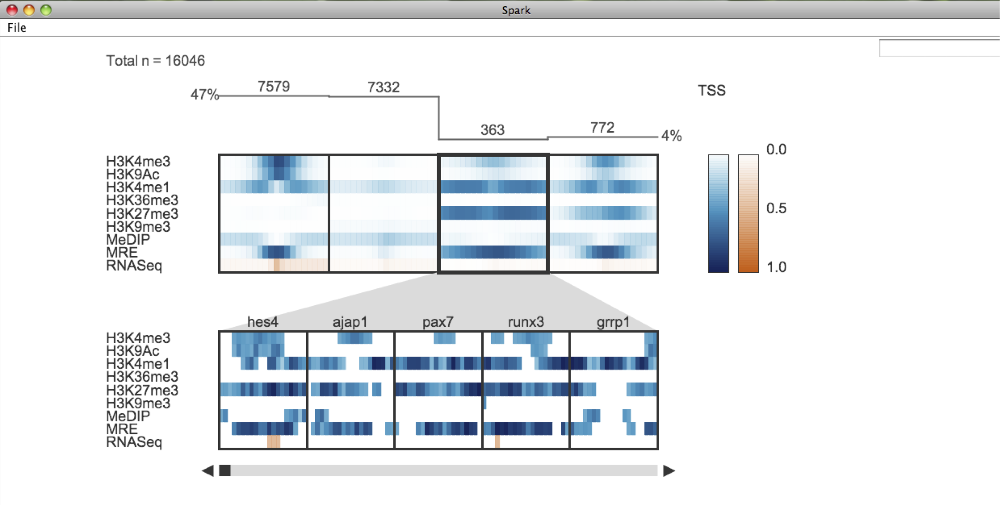 Spark
File
Total n = 16046
47% 7579 7332 363 772 4%
TSS
H3K4me3
H3K9Ac
H3K4me1
H3K36me3
H3K27me3
H3K9me3
MeDIP
MRE
RNASeq
0.0
0.5
1.0
hes4 ajap1 pax7 runx3 grrp1
H3K4me3
H3K9Ac
H3K4me1
H3K36me3
H3K27me3
H3K9me3
MeDIP
MRE
RNASeq